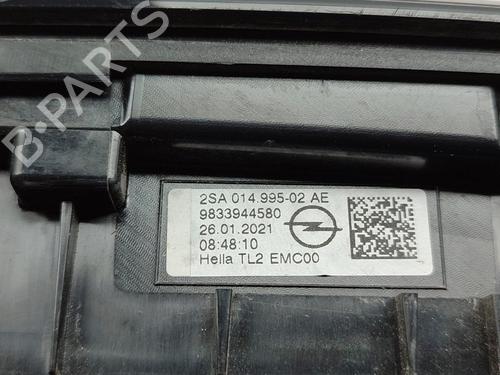 B-PARTS
2SA 014.995-02 AE
9833944580
26.01.2021
08:48:10
Hella TL2 EMC00